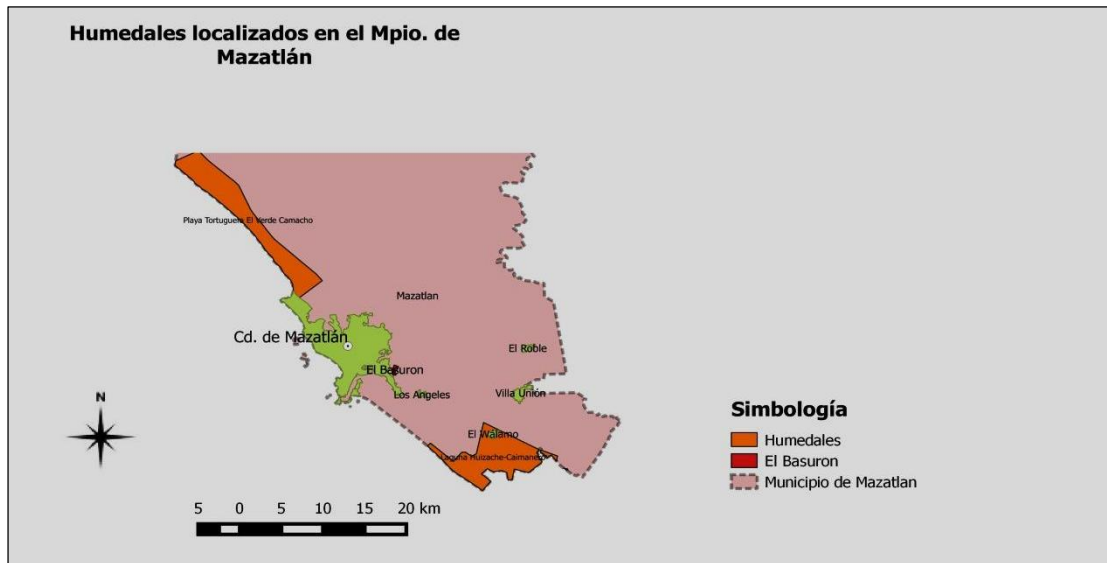 Humedales localizados en el Mpio. de
Mazatlán
Playa Tortuguera El Verde Camacho
Mazatlan
Cd. de Mazatlán
El Roble
El Basuron
Los Angeles
Villa Unión
El Walamo
Laguna Huizache-Caimanero
N
5 0 5 10 15 20 km
Simbología
Humedales
El Basuron
Municipio de Mazatlan